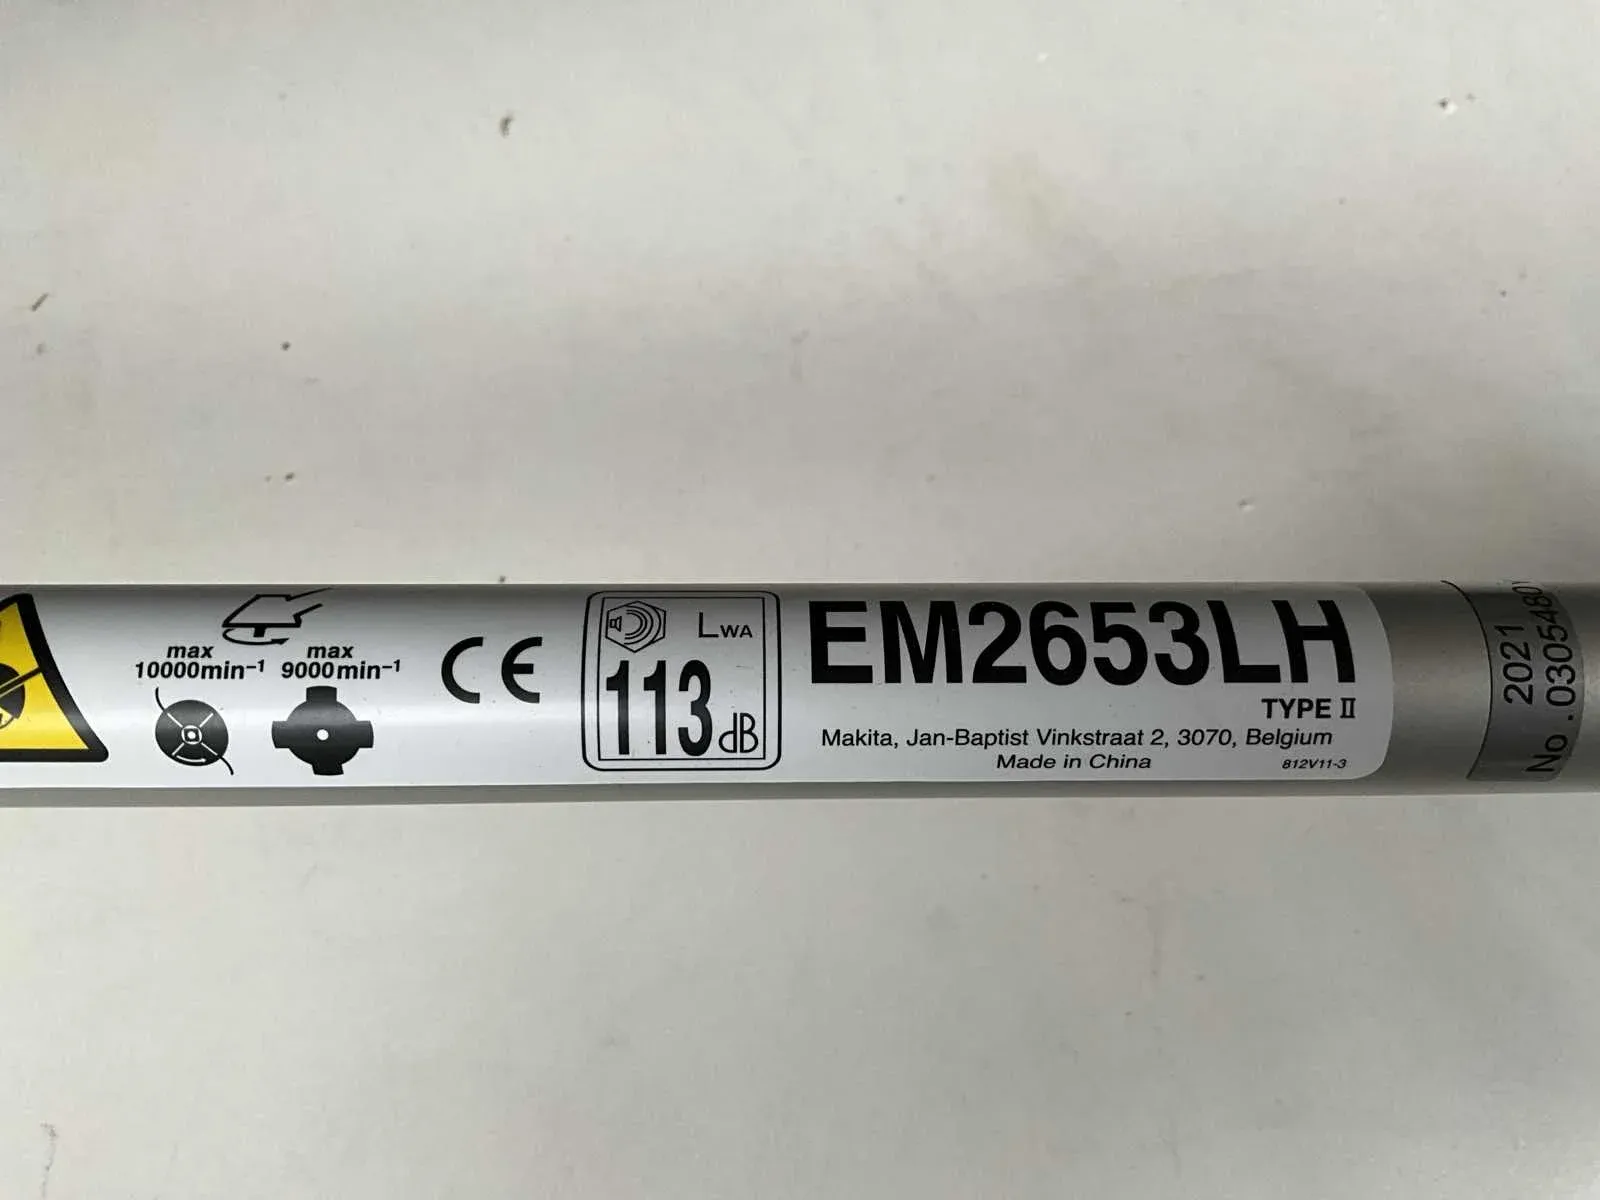 max
10000min⁻¹
max
9000min⁻¹
CE
LWA
113dB
EM2653LH
TYPE II
Makita, Jan-Baptist Vinkstraat 2, 3070, Belgium
Made in China
812V11-3
2021
No .0305480